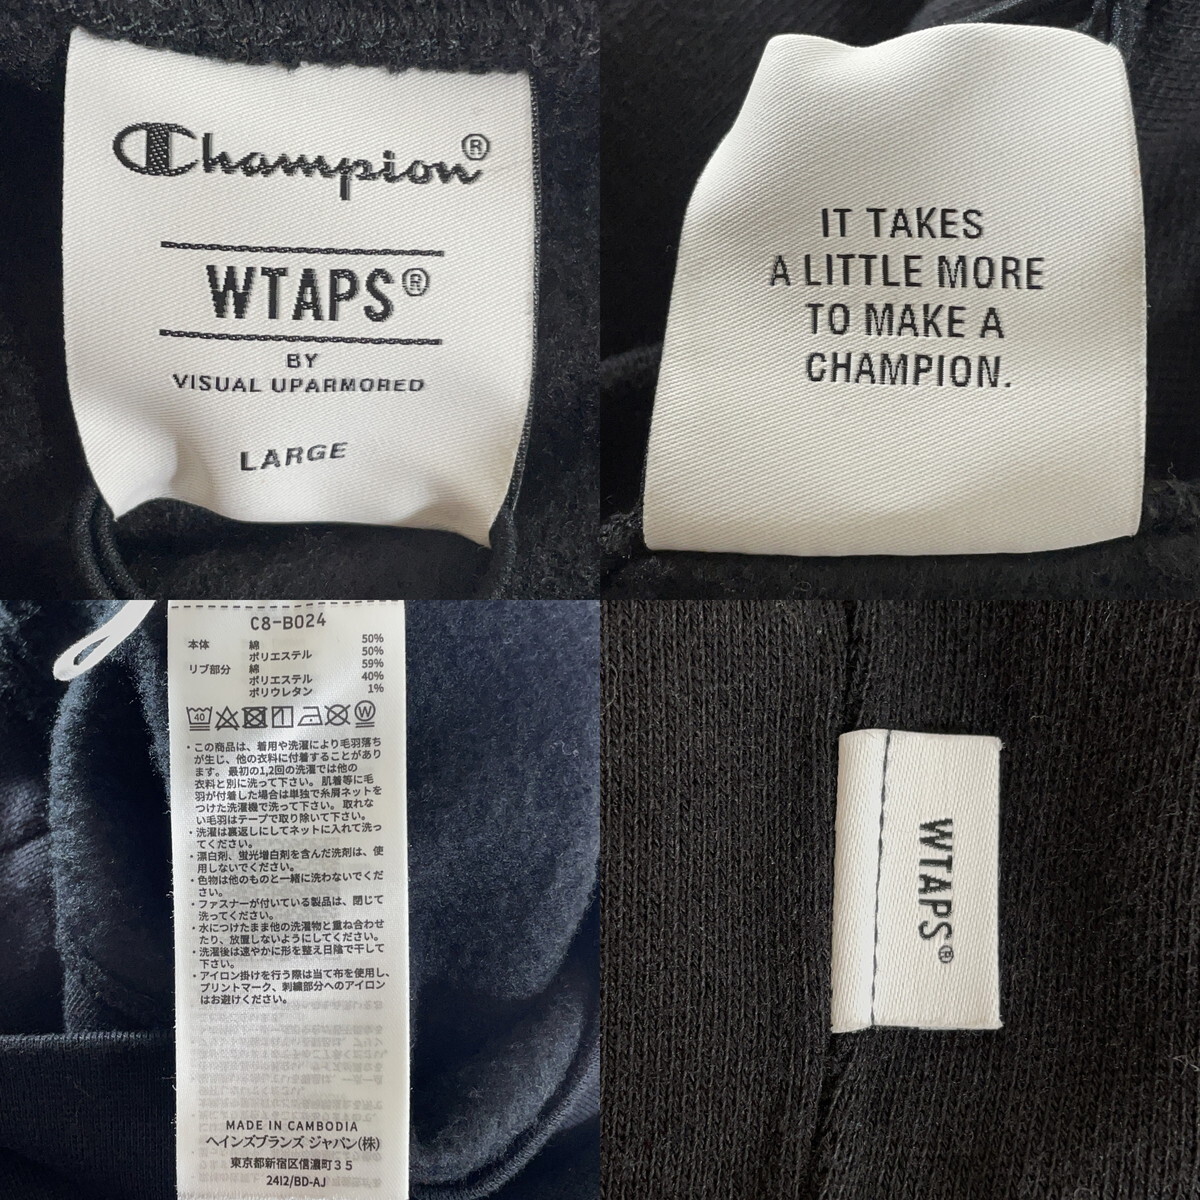 Champion®
WTAPS®
BY
VISUAL UPARMORED
LARGE
IT TAKES
A LITTLE MORE
TO MAKE A
CHAMPION.
C8-B024
本体 綿 50%
ポリエステル 50%
リブ部分 綿 59%
ポリエステル 40%
ポリウレタン 1%
40
W
・この商品は、着用や洗濯により毛羽落ち
が生じ、他の衣料に付着することがあり
ます。最初の1,2回の洗濯では他の
衣料と別に洗って下さい。肌着等に毛
羽が付着した場合は単独で糸屑ネットを
つけた洗濯機で洗って下さい。取れな
い毛羽はテープで取り除いて下さい。
・洗濯は裏返しにしてネットに入れて洗っ
てください。
・漂白剤、蛍光増白剤を含んだ洗剤は、使
用しないでください。
・色物は他のものと一緒に洗わないでくだ
さい。
・ファスナーが付いている製品は、閉じて
洗ってください。
・水につけたまま他の洗濯物と重ね合わせ
たり、放置しないようにしてください。
・洗濯後は速やかに形を整え日陰で干して
下さい。
・アイロン掛けを行う際は当て布を使用し、
プリントマーク、刺繍部分へのアイロン
はお避けください。
MADE IN CAMBODIA
ヘインズブランズ ジャパン(株)
東京都新宿区信濃町35
2412/BD-AJ
WTAPS®